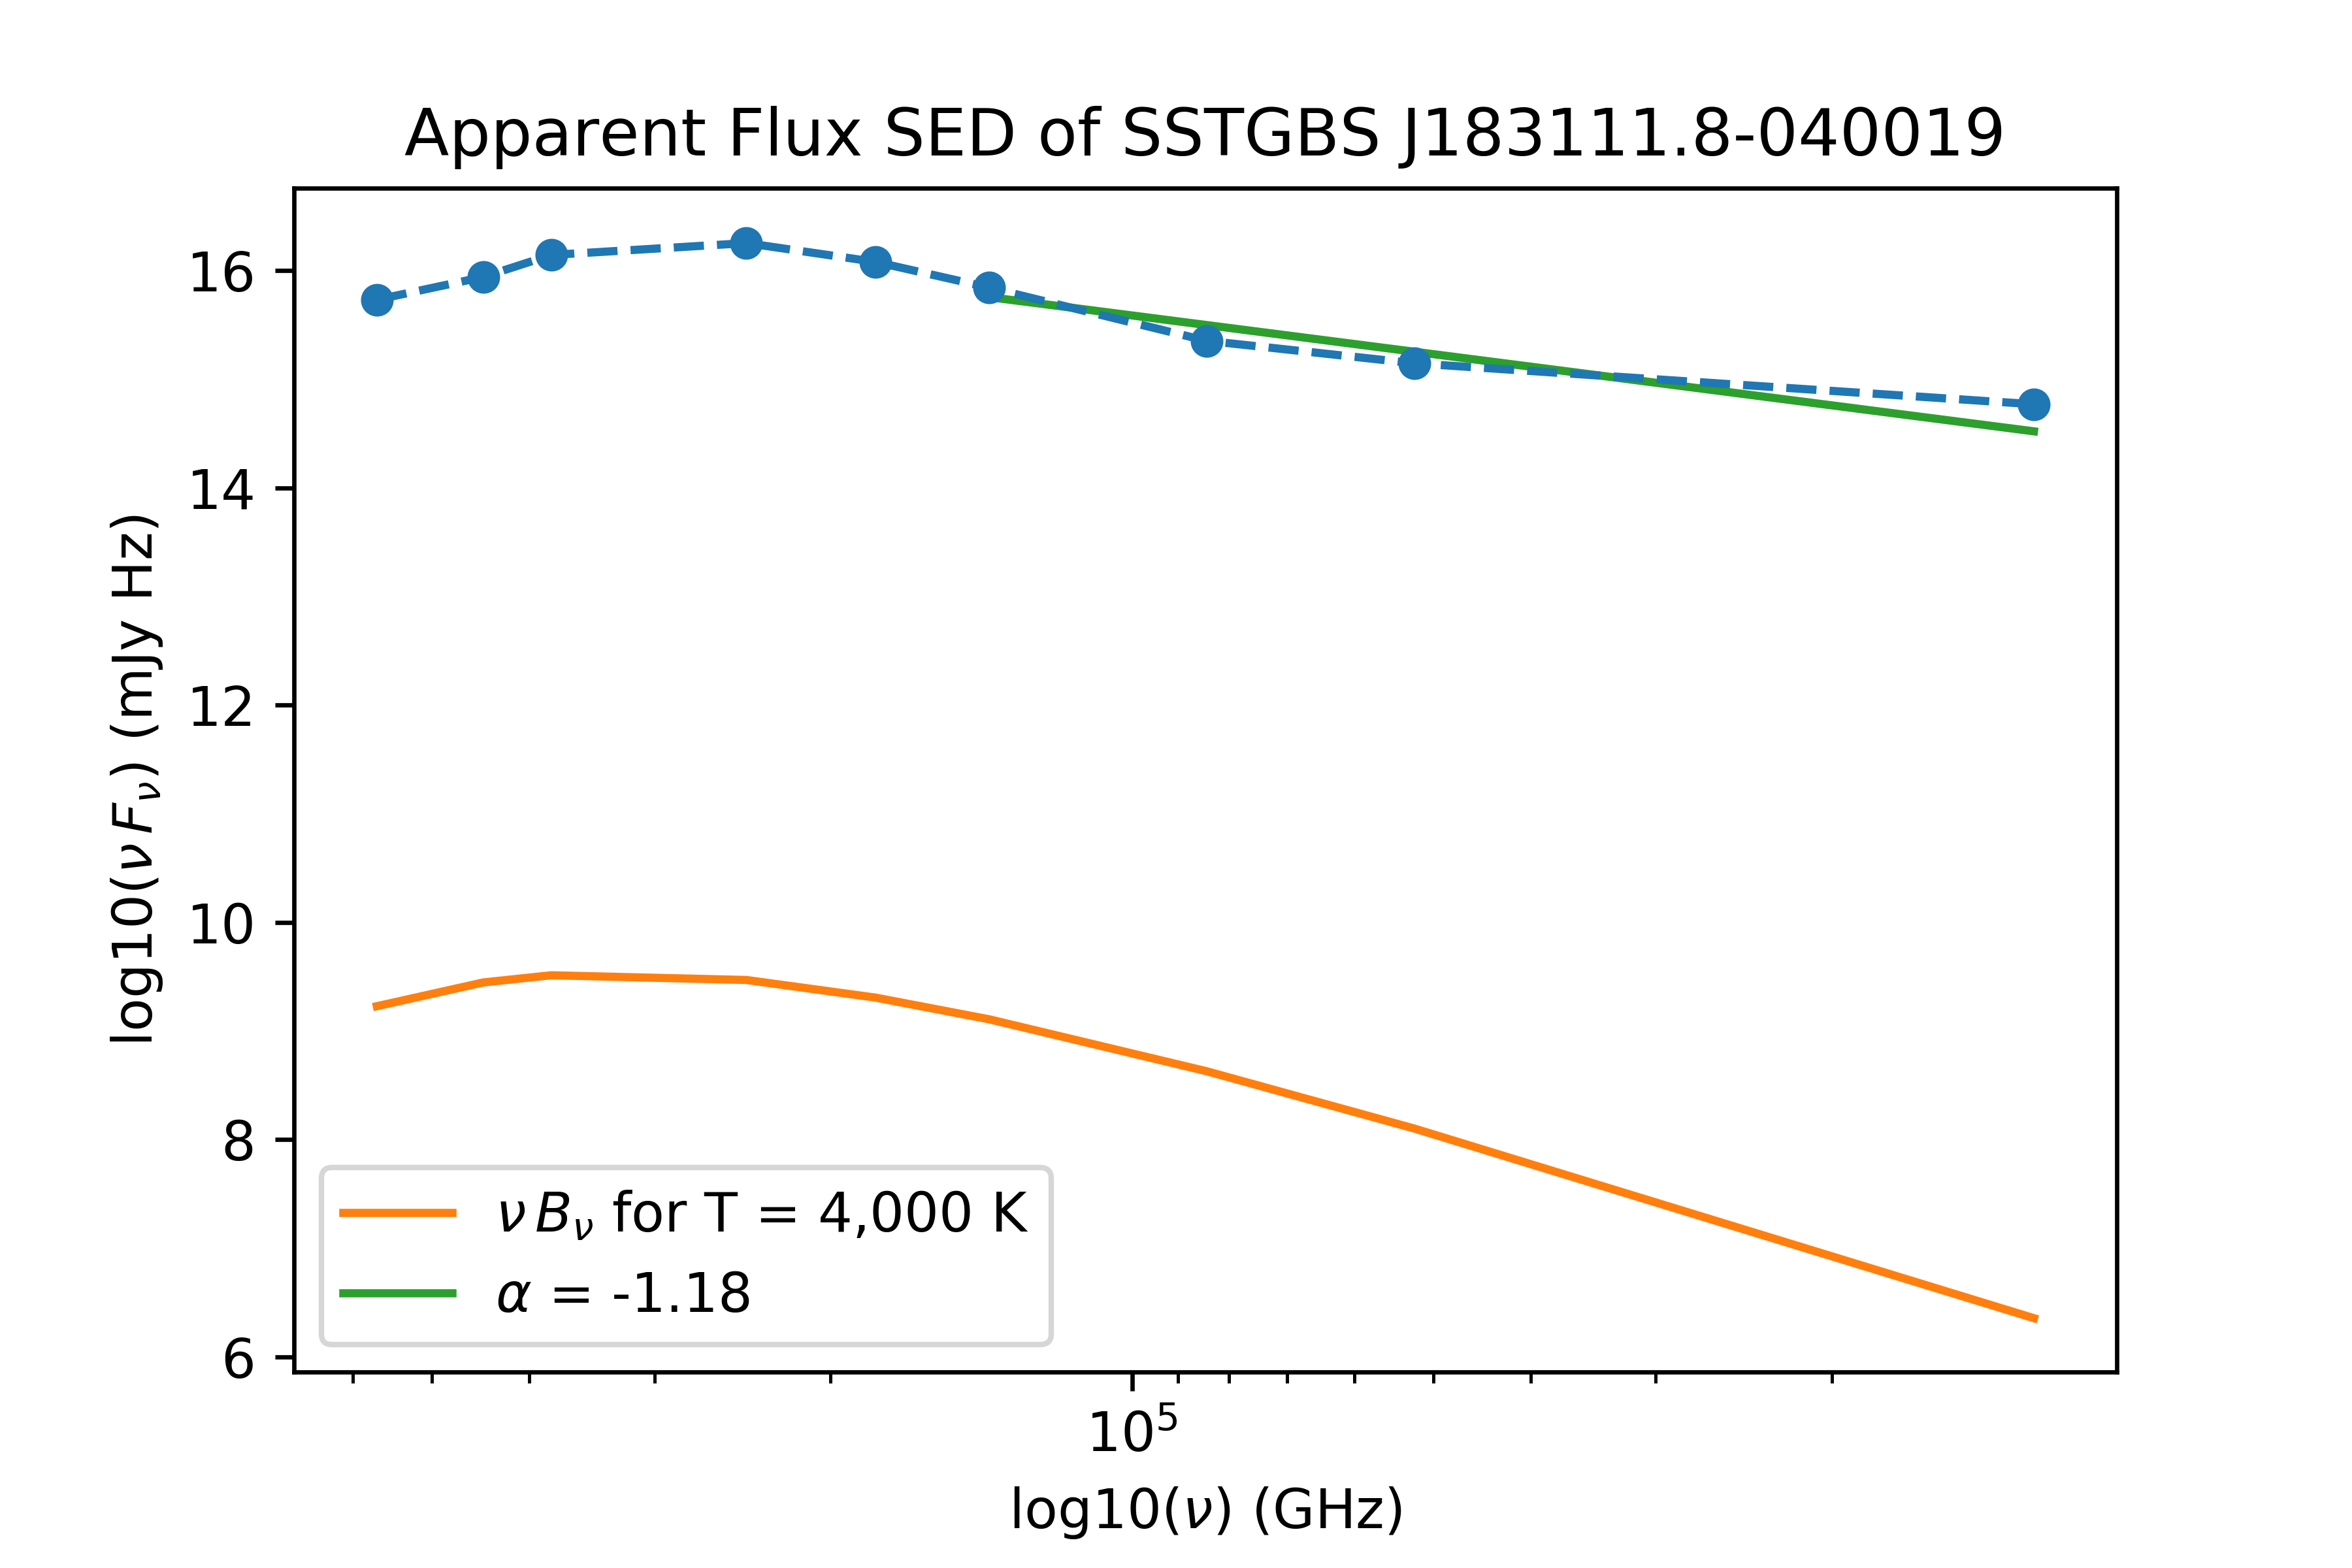 Apparent Flux SED of SSTGBS J183111.8-040019
log10(νFν) (mJy Hz)
16
14
12
10
8
6
νBν for T = 4,000 K
α = -1.18
10⁵
log10(ν) (GHz)